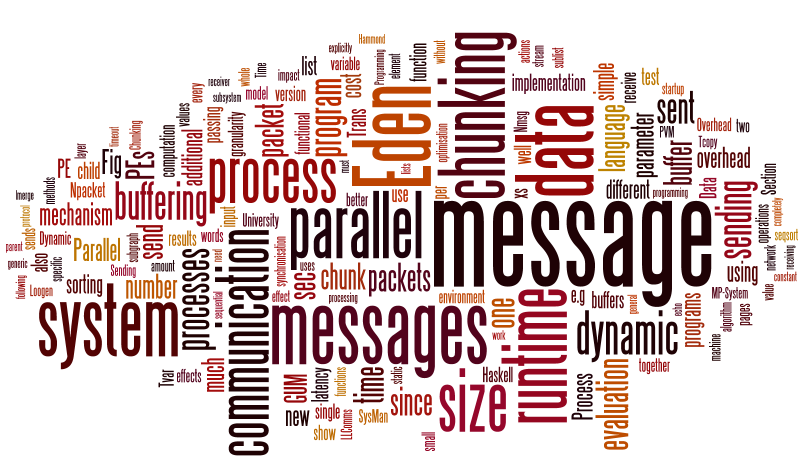 message
messages
chunking
communication
parallel
system
data
Eden
process
runtime
size
dynamic
buffering
sending
processes
evaluation
program
packet
packets
chunk
language
implementation
sent
buffer
overhead
parameter
simple
receive
test
startup
PVM
Overhead
two
Tcopy
Data
Section
different
programming
Nmsg
well
xs
per
optimisation
without
function
element
Programming
explicitly
Hammond
variable
list
cost
Trans
functional
version
impact
model
whole
Time
receiver
subsystem
every
passing
granularity
values
computation
additional
Chunking
timeout
PEs
Fig
layer
PE
child
Npacket
lmerge
methods
mechanism
protocol
sends
Dynamic
parent
generic
also
specific
following
Loogen
Parallel
subgraph
Sending
send
results
words
input
University
amount
number
sorting
need
sequential
much
effects
Tvar
synchronisation
sec
uses
effect
processing
must
better
use
lists
environment
one
work
e.g
buffers
general
echo
programs
machine
algorithm
pages
MP-System
value
using
network
operations
completely
seqsort
receiving
constant
stream
actions
sublist
together
Process
Haskell
since
small
static
time
SysMan
LLComms
functions
latency
single
show
new
GUM